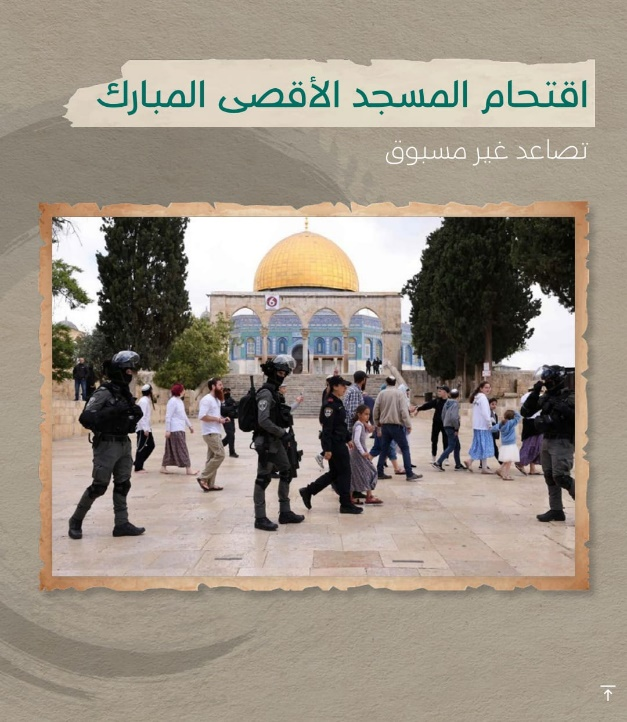 اقتحام المسجد الأقصى المبارك
تصاعد غير مسبوق